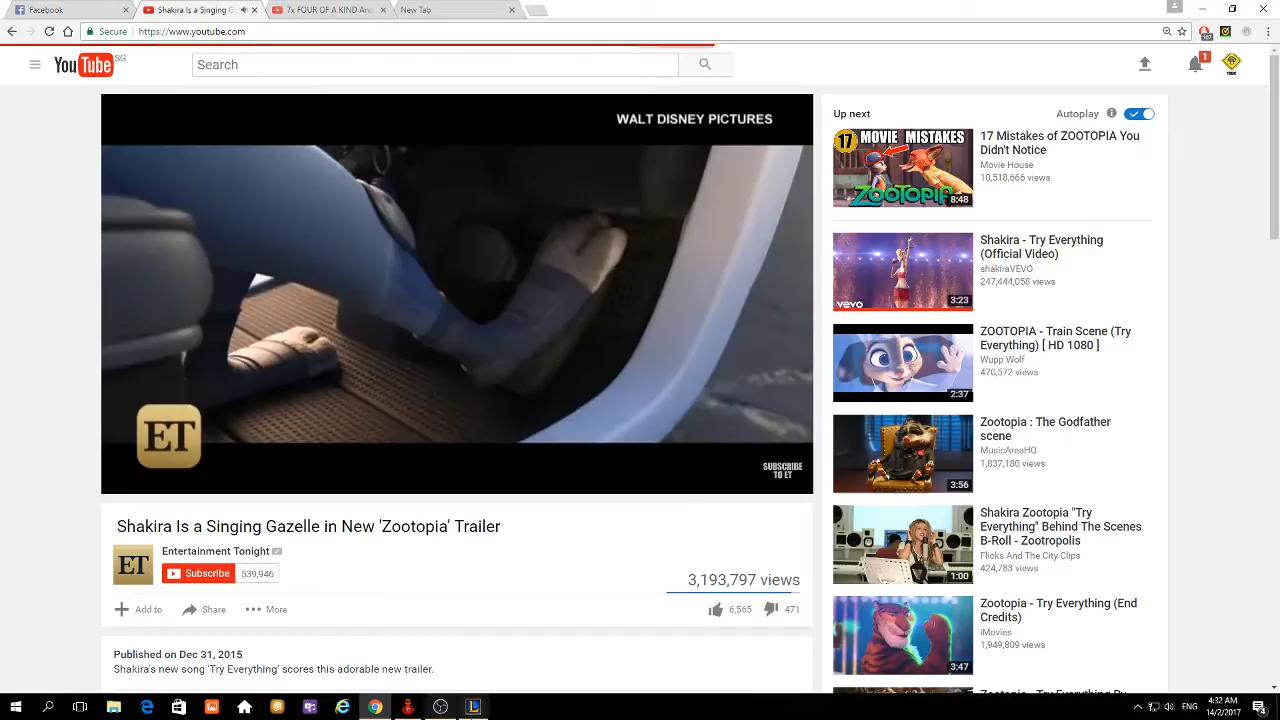 Facebook
Shakira Is a Singing G
7x FOUR OF A KIND An
New Tab
Secure
https://www.youtube.com
107
YouTube SG
Search
1
WALT DISNEY PICTURES
ET
SUBSCRIBE
TO ET
Shakira Is a Singing Gazelle in New 'Zootopia' Trailer
ET
Entertainment Tonight
Subscribe
539,946
3,193,797 views
Add to
Share
More
6,565
471
Published on Dec 31, 2015
Shakira's new song 'Try Everything' scores this adorable new trailer.
Up next
Autoplay
17 MOVIE MISTAKES
ZOOTOPIA
8:48
17 Mistakes of ZOOTOPIA You
Didn't Notice
Movie House
10,518,666 views
vevo
3:23
Shakira - Try Everything
(Official Video)
shakiraVEVO
247,444,058 views
2:37
ZOOTOPIA - Train Scene (Try
Everything) [ HD 1080 ]
Wupp Wolf
470,572 views
3:56
Zootopia : The Godfather
scene
MusicAreaHQ
1,837,180 views
1:00
Shakira Zootopia "Try
Everything" Behind The Scenes
B-Roll - Zootropolis
Flicks And The City Clips
424,783 views
3:47
Zootopia - Try Everything (End
Credits)
iMovies
1,949,809 views
ENG
4:32 AM
14/2/2017